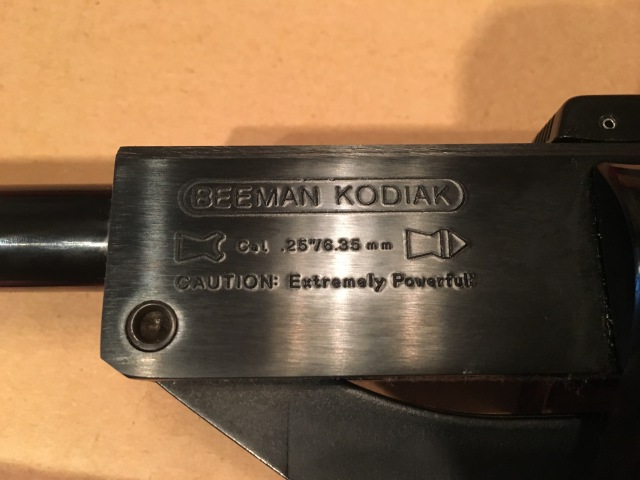 BEEMAN KODIAK
Cal .25"/6.35 mm
CAUTION: Extremely Powerful!